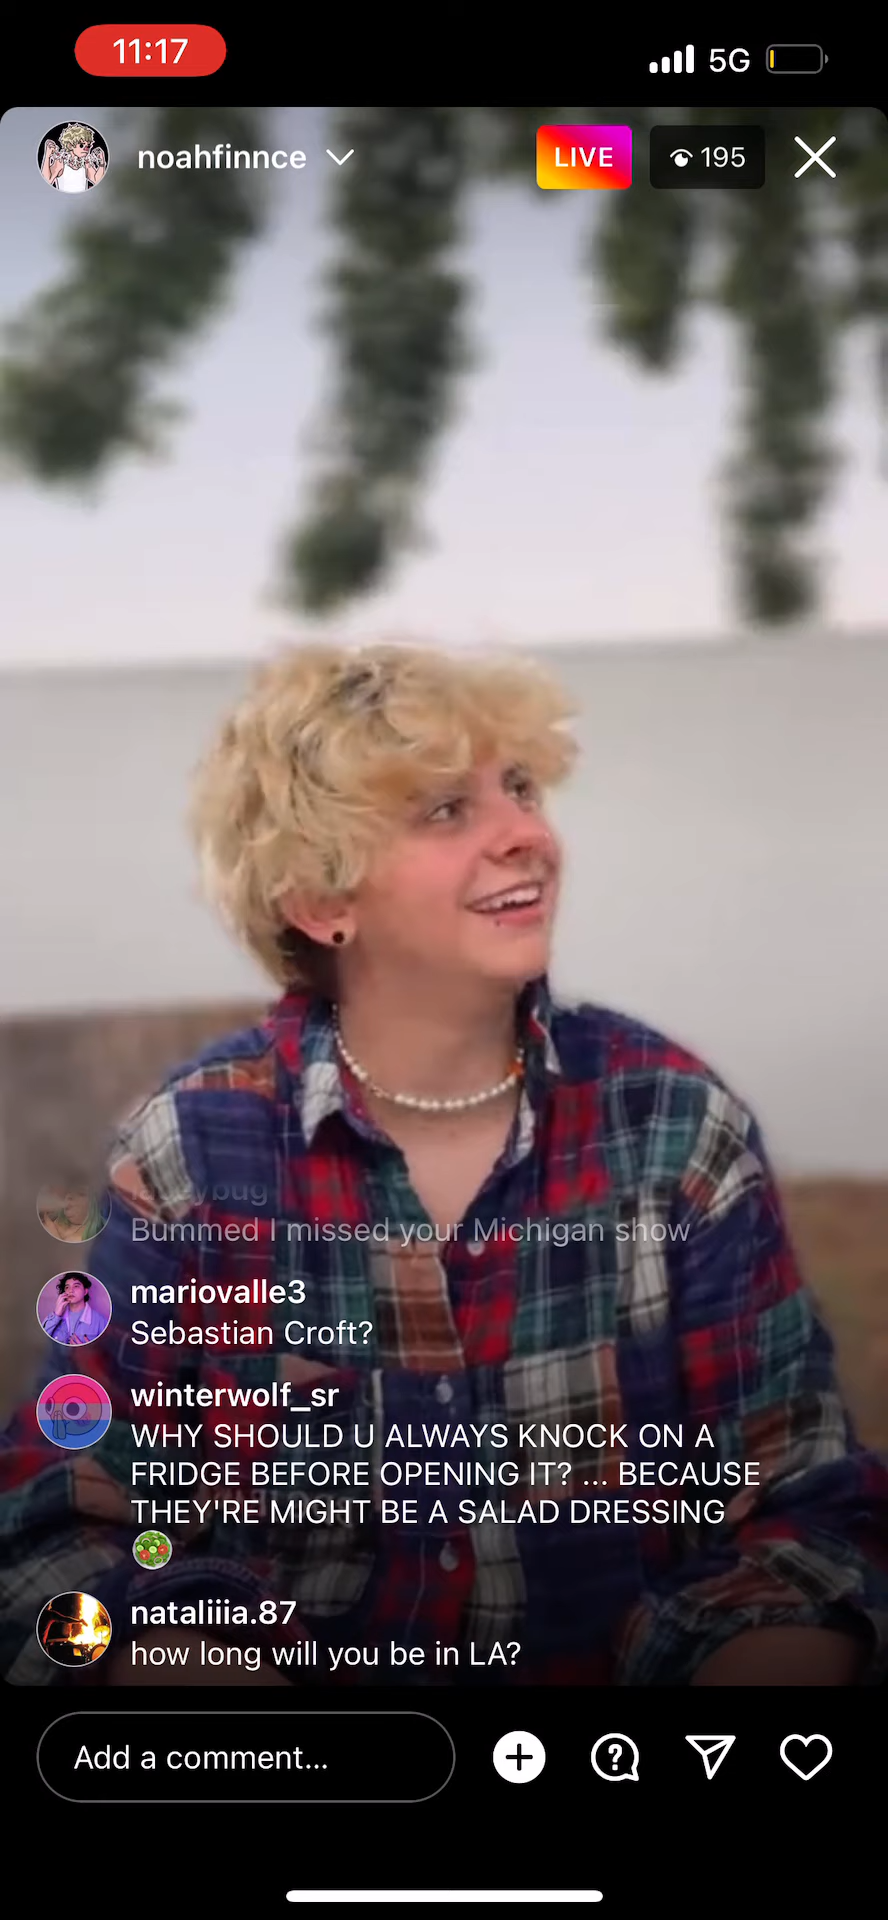 11:17
5G
noahfinnce
LIVE
195
Bummed I missed your Michigan show
mariovalle3
Sebastian Croft?
winterwolf_sr
WHY SHOULD U ALWAYS KNOCK ON A
FRIDGE BEFORE OPENING IT? ... BECAUSE
THEY'RE MIGHT BE A SALAD DRESSING
🥗
nataliiia.87
how long will you be in LA?
Add a comment...